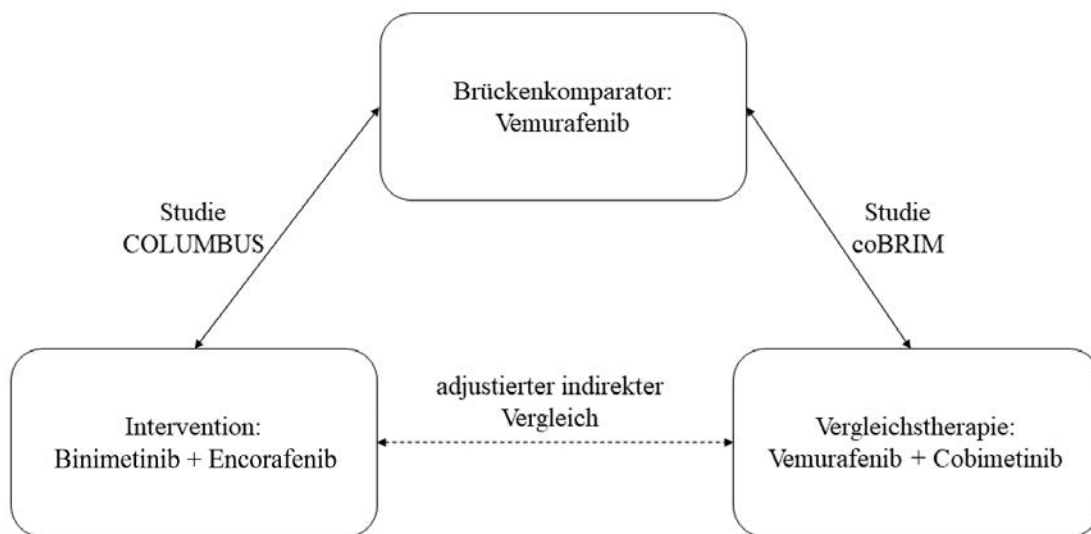 Brückenkomparator:
Vemurafenib
Studie
COLUMBUS
Studie
coBRIM
adjustierter indirekter
Vergleich
Intervention:
Binimetinib + Encorafenib
Vergleichstherapie:
Vemurafenib + Cobimetinib